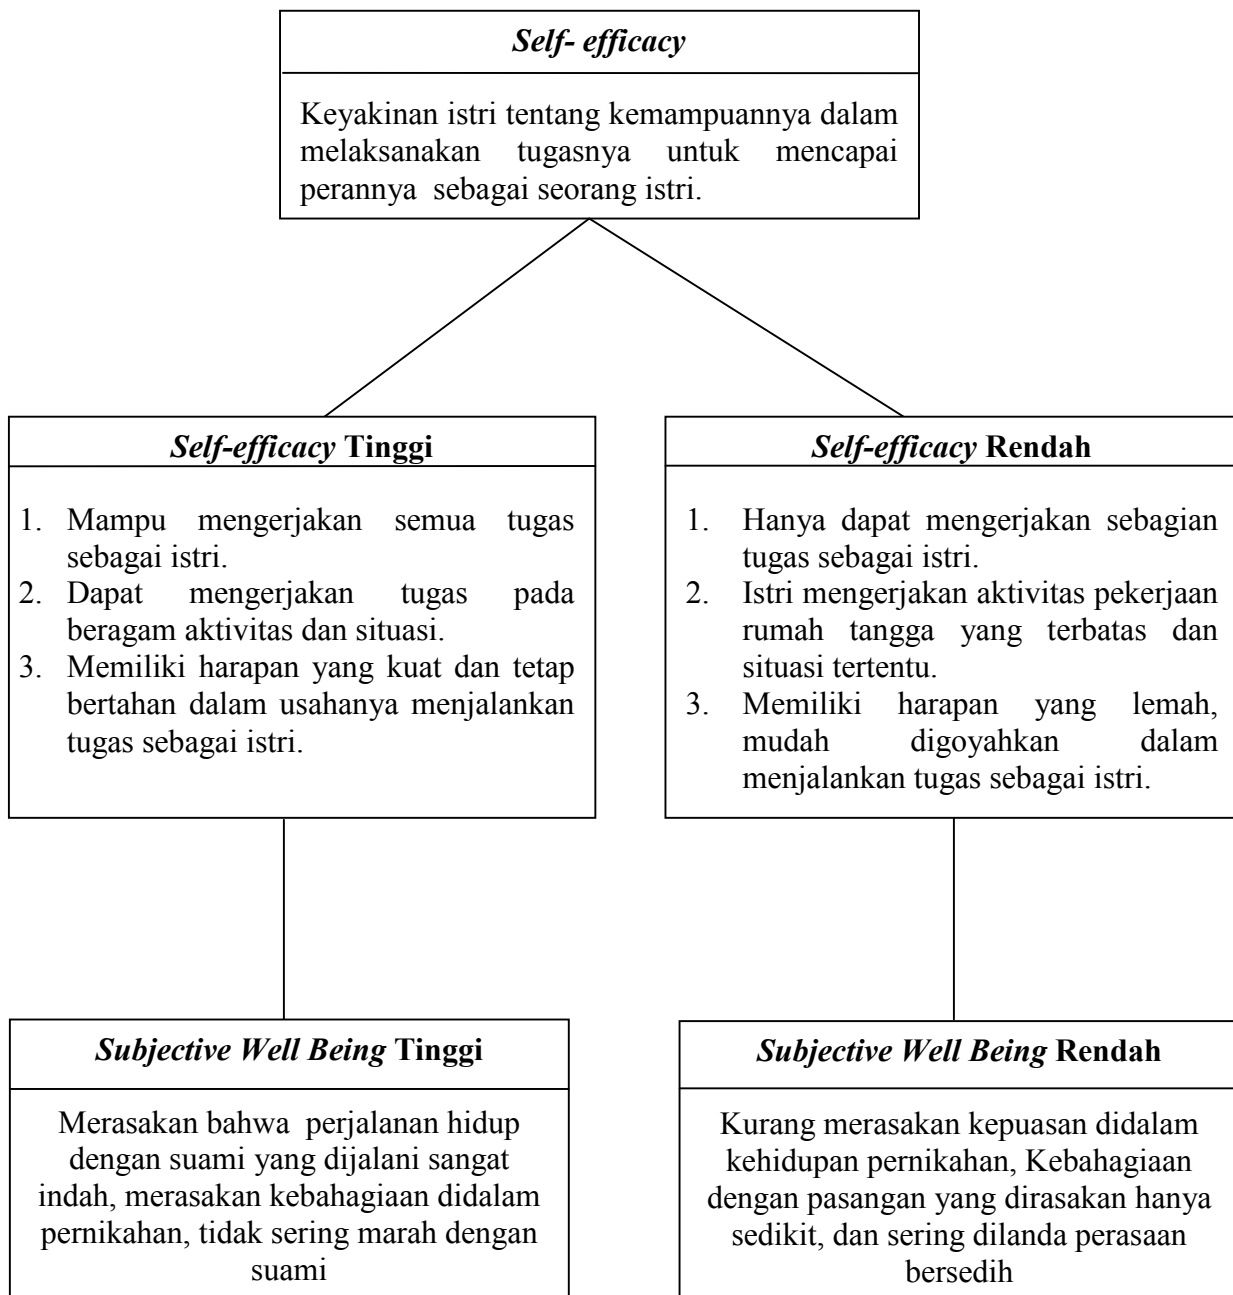 Self- efficacy
Keyakinan istri tentang kemampuannya dalam
melaksanakan tugasnya untuk mencapai
perannya sebagai seorang istri.
Self-efficacy Tinggi
1. Mampu mengerjakan semua tugas
sebagai istri.
2. Dapat mengerjakan tugas pada
beragam aktivitas dan situasi.
3. Memiliki harapan yang kuat dan tetap
bertahan dalam usahanya menjalankan
tugas sebagai istri.
Self-efficacy Rendah
1. Hanya dapat mengerjakan sebagian
tugas sebagai istri.
2. Istri mengerjakan aktivitas pekerjaan
rumah tangga yang terbatas dan
situasi tertentu.
3. Memiliki harapan yang lemah,
mudah digoyahkan dalam
menjalankan tugas sebagai istri.
Subjective Well Being Tinggi
Merasakan bahwa perjalanan hidup
dengan suami yang dijalani sangat
indah, merasakan kebahagiaan didalam
pernikahan, tidak sering marah dengan
suami
Subjective Well Being Rendah
Kurang merasakan kepuasan didalam
kehidupan pernikahan, Kebahagiaan
dengan pasangan yang dirasakan hanya
sedikit, dan sering dilanda perasaan
bersedih